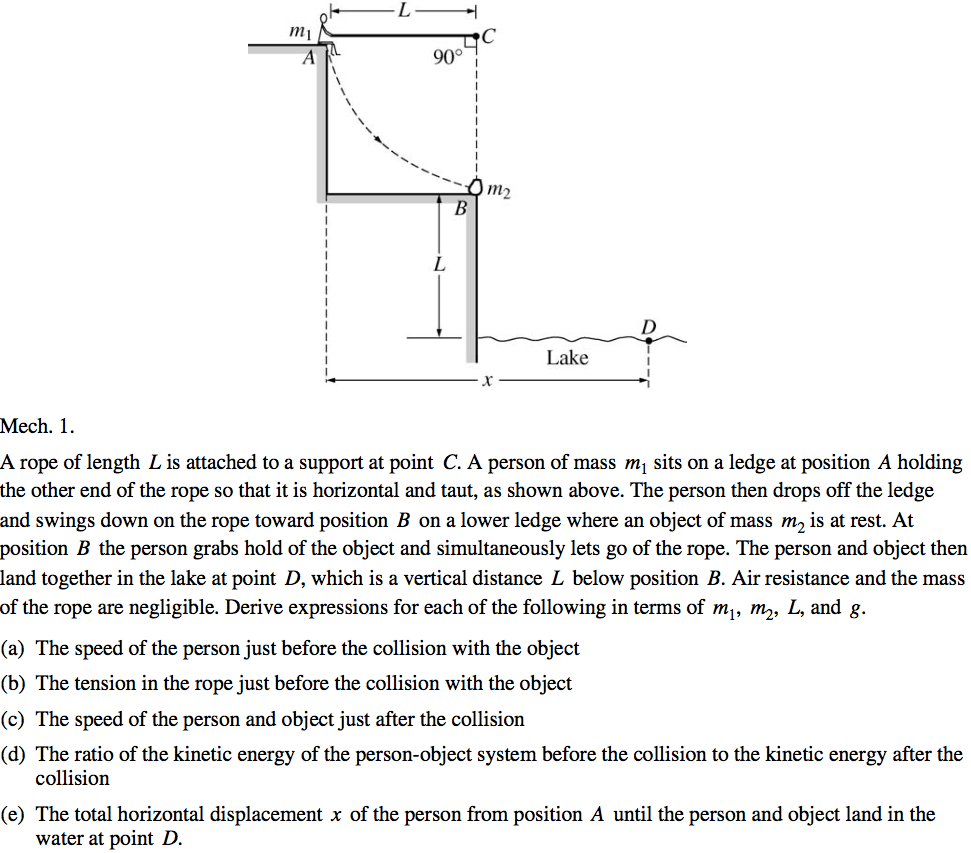 L
m₁
C
A
90°
m₂
B
L
D
Lake
x
Mech. 1.
A rope of length L is attached to a support at point C. A person of mass m₁ sits on a ledge at position A holding
the other end of the rope so that it is horizontal and taut, as shown above. The person then drops off the ledge
and swings down on the rope toward position B on a lower ledge where an object of mass m₂ is at rest. At
position B the person grabs hold of the object and simultaneously lets go of the rope. The person and object then
land together in the lake at point D, which is a vertical distance L below position B. Air resistance and the mass
of the rope are negligible. Derive expressions for each of the following in terms of m₁, m₂, L, and g.
(a) The speed of the person just before the collision with the object
(b) The tension in the rope just before the collision with the object
(c) The speed of the person and object just after the collision
(d) The ratio of the kinetic energy of the person-object system before the collision to the kinetic energy after the
collision
(e) The total horizontal displacement x of the person from position A until the person and object land in the
water at point D.